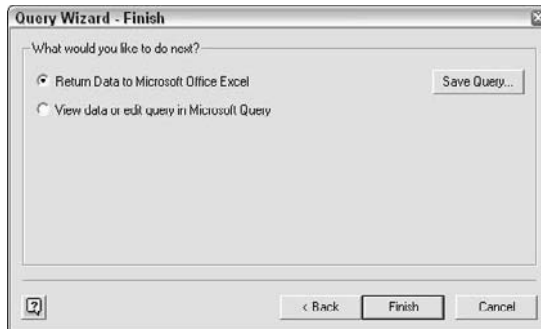 Query Wizard - Finish
What would you like to do next?
Return Data to Microsoft Office Excel
Save Query...
View data or edit query in Microsoft Query
?
< Back
Finish
Cancel